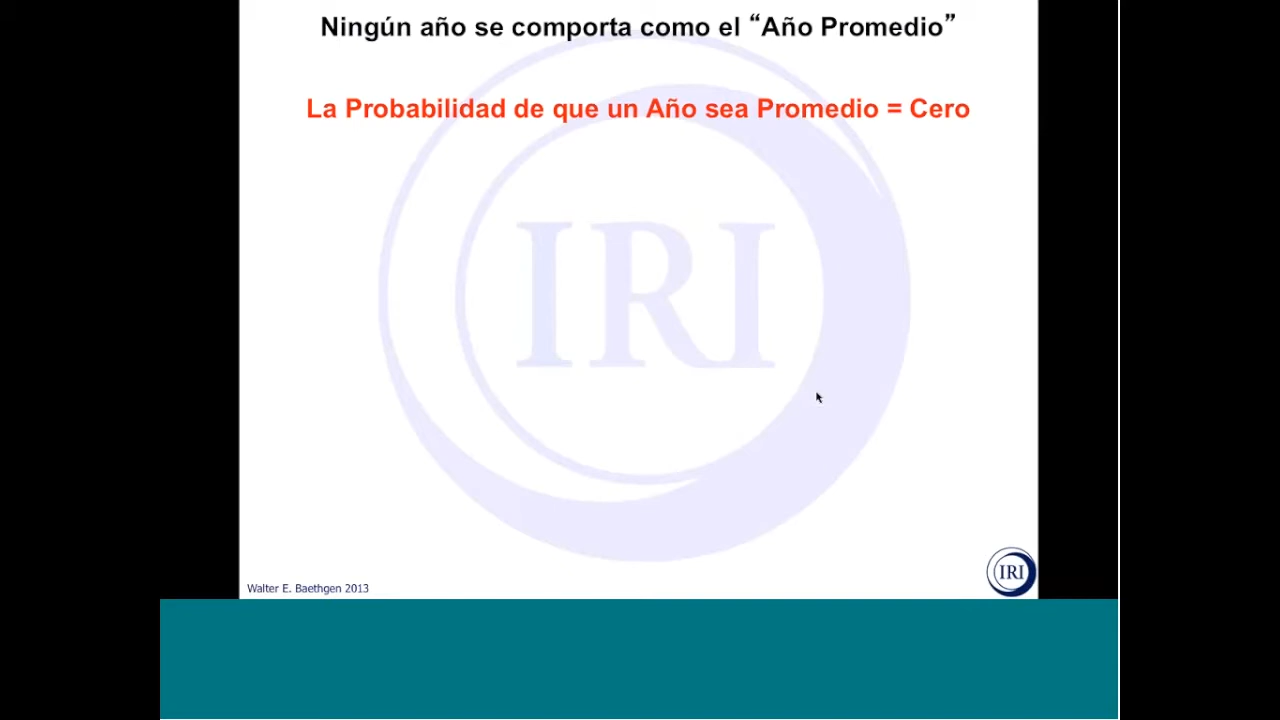 Ningún año se comporta como el “Año Promedio”
La Probabilidad de que un Año sea Promedio = Cero
IRI
Walter E. Baethgen 2013
IRI